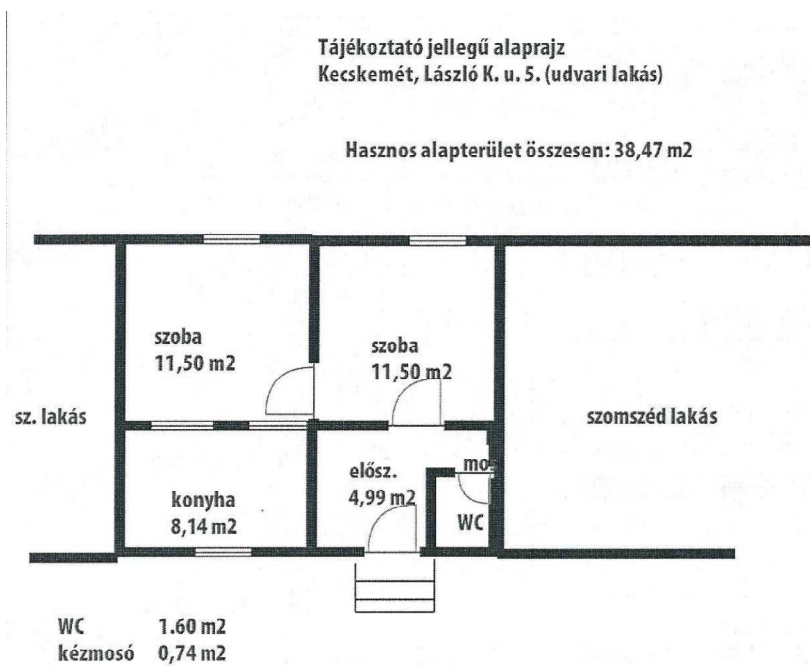 Tájékoztató jellegű alaprajz
Kecskemét, László K. u. 5. (udvari lakás)
Hasznos alapterület összesen: 38,47 m2
szoba
11,50 m2
szoba
11,50 m2
sz. lakás
szomszéd lakás
elősz.
4,99 m2
mos
konyha
8,14 m2
WC
WC 1.60 m2
kézmosó 0,74 m2